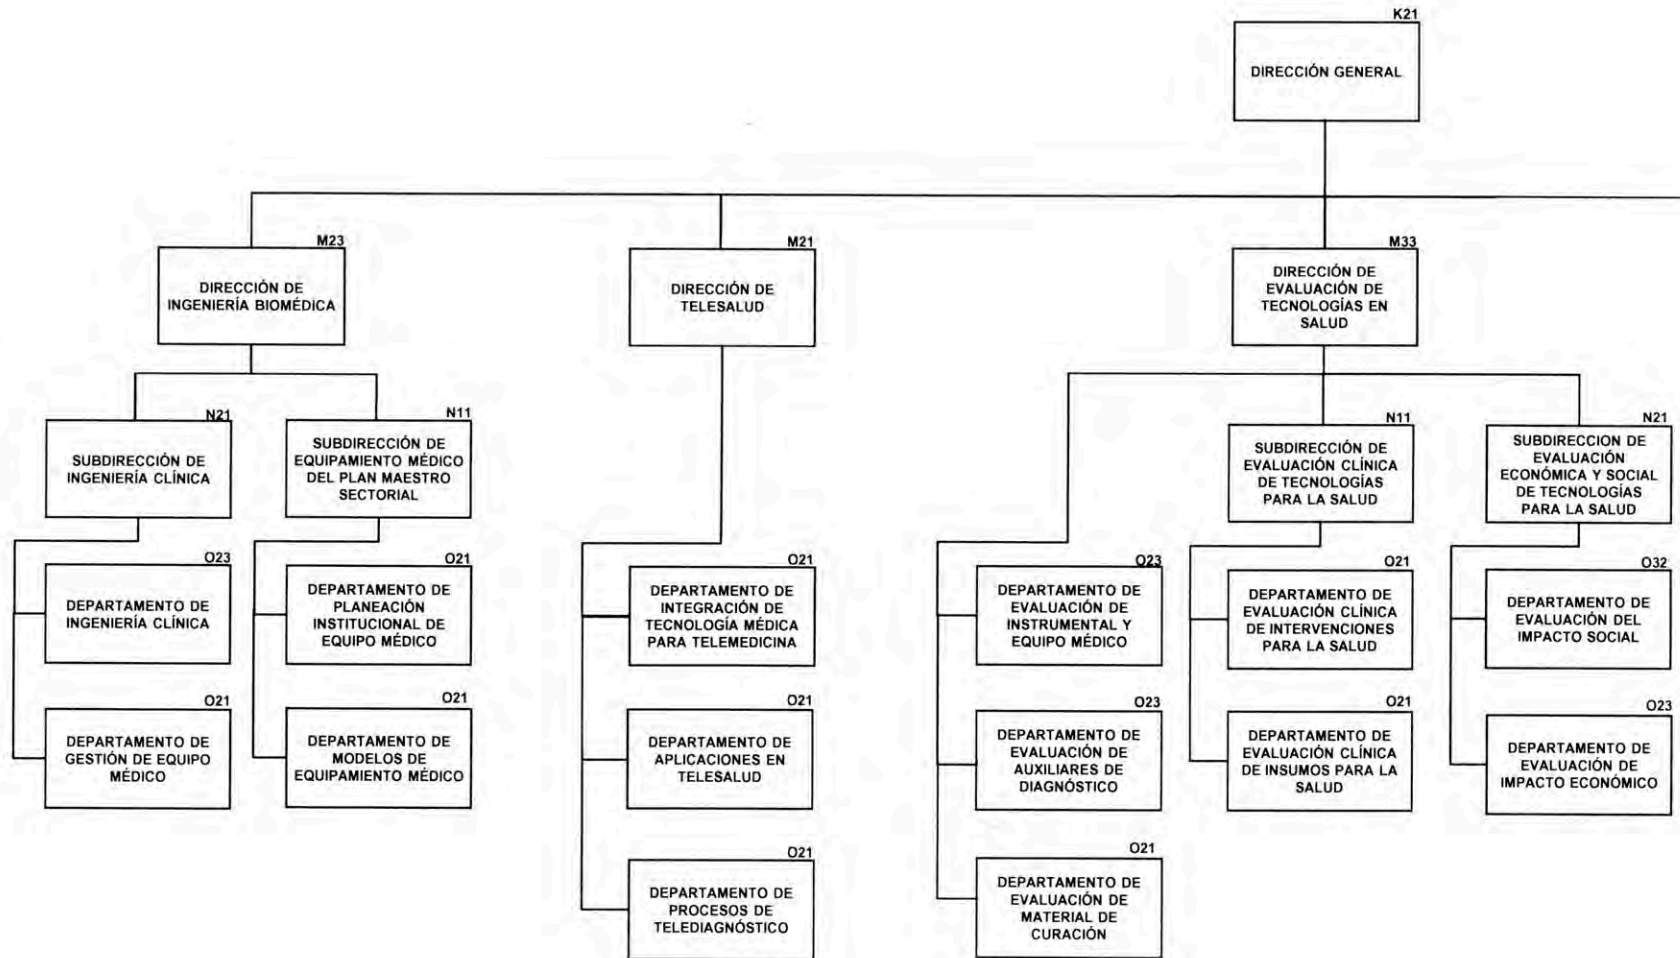 K21
DIRECCIÓN GENERAL
M23
DIRECCIÓN DE
INGENIERÍA BIOMÉDICA
M21
DIRECCIÓN DE
TELESALUD
M33
DIRECCIÓN DE
EVALUACIÓN DE
TECNOLOGÍAS EN
SALUD
N21
SUBDIRECCIÓN DE
INGENIERÍA CLÍNICA
N11
SUBDIRECCIÓN DE
EQUIPAMIENTO MÉDICO
DEL PLAN MAESTRO
SECTORIAL
N11
SUBDIRECCIÓN DE
EVALUACIÓN CLÍNICA
DE TECNOLOGÍAS
PARA LA SALUD
N21
SUBDIRECCION DE
EVALUACIÓN
ECONÓMICA Y SOCIAL
DE TECNOLOGÍAS
PARA LA SALUD
O23
DEPARTAMENTO DE
INGENIERÍA CLÍNICA
O21
DEPARTAMENTO DE
PLANEACIÓN
INSTITUCIONAL DE
EQUIPO MÉDICO
O21
DEPARTAMENTO DE
INTEGRACIÓN DE
TECNOLOGÍA MÉDICA
PARA TELEMEDICINA
O23
DEPARTAMENTO DE
EVALUACIÓN DE
INSTRUMENTAL Y
EQUIPO MÉDICO
O21
DEPARTAMENTO DE
EVALUACIÓN CLÍNICA
DE INTERVENCIONES
PARA LA SALUD
O32
DEPARTAMENTO DE
EVALUACIÓN DEL
IMPACTO SOCIAL
O21
DEPARTAMENTO DE
GESTIÓN DE EQUIPO
MÉDICO
O21
DEPARTAMENTO DE
MODELOS DE
EQUIPAMIENTO MÉDICO
O21
DEPARTAMENTO DE
APLICACIONES EN
TELESALUD
O23
DEPARTAMENTO DE
EVALUACIÓN DE
AUXILIARES DE
DIAGNÓSTICO
O21
DEPARTAMENTO DE
EVALUACIÓN CLÍNICA
DE INSUMOS PARA LA
SALUD
O23
DEPARTAMENTO DE
EVALUACIÓN DE
IMPACTO ECONÓMICO
O21
DEPARTAMENTO DE
PROCESOS DE
TELEDIAGNÓSTICO
O21
DEPARTAMENTO DE
EVALUACIÓN DE
MATERIAL DE
CURACIÓN